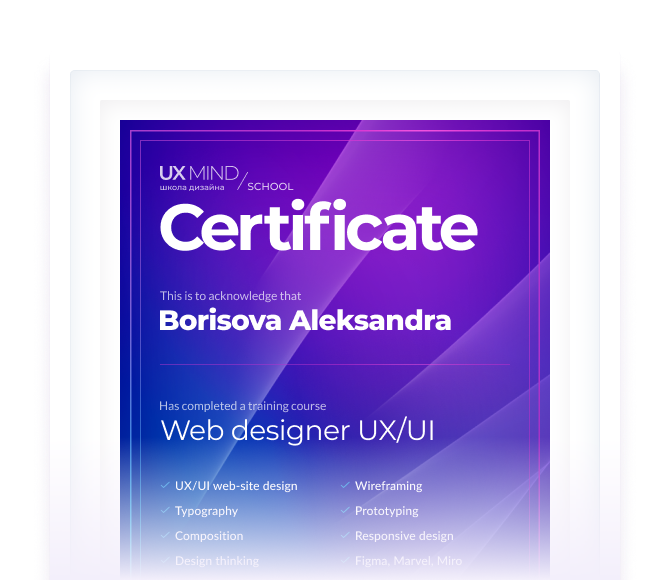 UX MIND
школа дизайна / SCHOOL
Certificate
This is to acknowledge that
Borisova Aleksandra
Has completed a training course
Web designer UX/UI
UX/UI web-site design
Wireframing
Typography
Prototyping
Composition
Responsive design
Design thinking
Figma, Marvel, Miro